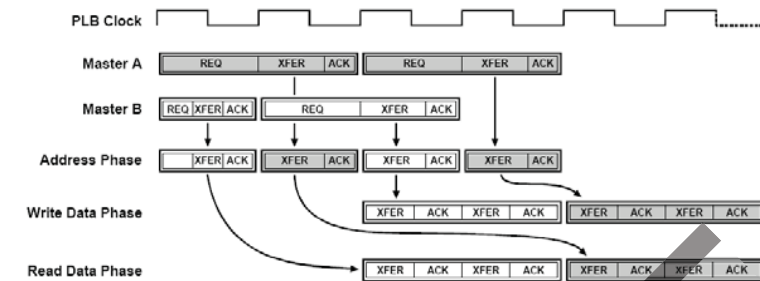 PLB Clock
Master A REQ XFER ACK REQ XFER ACK
Master B REQ XFER ACK REQ XFER ACK
Address Phase XFER ACK XFER ACK XFER ACK XFER ACK
Write Data Phase XFER ACK XFER ACK XFER ACK XFER ACK
Read Data Phase XFER ACK XFER ACK XFER ACK XFER ACK